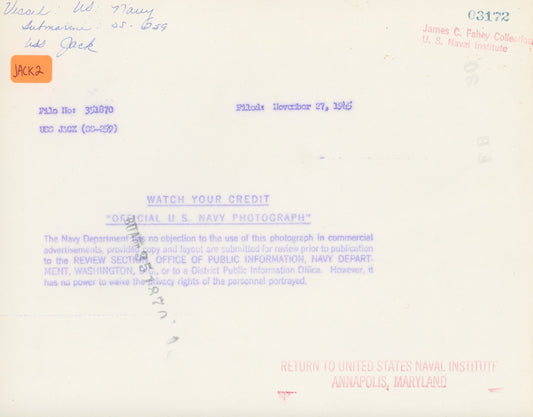 Vessel: US. Navy
Submarine: SS-259
USS Jack
JACK2
03172
James C. Fahey Collection
U. S. Naval Institute
File No: 351870
Filed: November 27, 1945
USS JACK (SS-259)
WATCH YOUR CREDIT
"OFFICIAL U. S. NAVY PHOTOGRAPH"
The Navy Department has no objection to the use of this photograph in commercial
advertisements, provided copy and layout are submitted for review prior to publication
to the REVIEW SECTION, OFFICE OF PUBLIC INFORMATION, NAVY DEPART-
MENT, WASHINGTON, or to a District Public Information Office. However, it
has no power to waive the privacy rights of the personnel portrayed.
RETURN TO UNITED STATES NAVAL INSTITUTE
ANNAPOLIS, MARYLAND